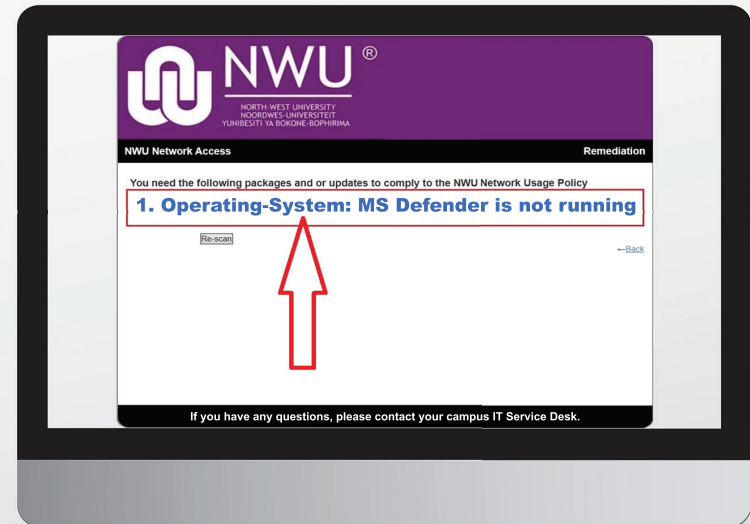 NWU®
NORTH-WEST UNIVERSITY
NOORDWES-UNIVERSITEIT
YUNIBESITI YA BOKONE-BOPHIRIMA
NWU Network Access Remediation
You need the following packages and or updates to comply to the NWU Network Usage Policy
1. Operating-System: MS Defender is not running
Re-scan
←Back
If you have any questions, please contact your campus IT Service Desk.